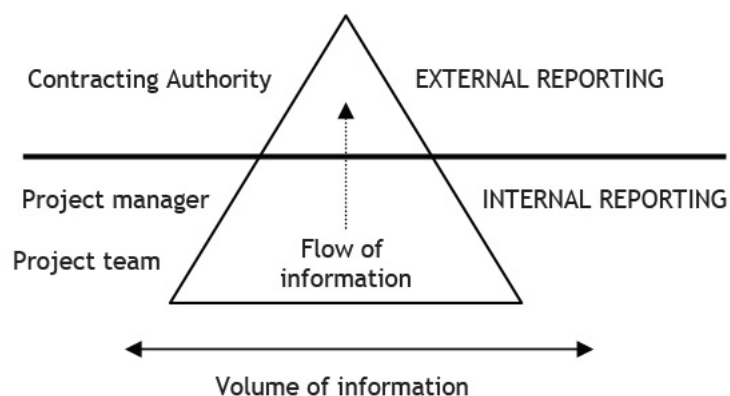 Contracting Authority
EXTERNAL REPORTING
Project manager
INTERNAL REPORTING
Project team
Flow of
information
Volume of information